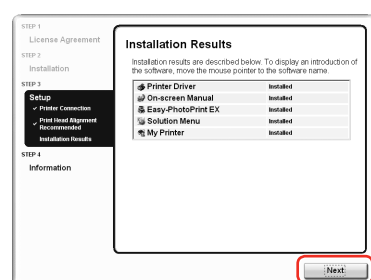 STEP 1
License Agreement
STEP 2
Installation
STEP 3
Setup
Printer Connection
Print Head Alignment
Recommended
Installation Results
STEP 4
Information
Installation Results
Installation results are described below. To display an introduction of
the software, move the mouse pointer to the software name.
Printer Driver Installed
On-screen Manual Installed
Easy-PhotoPrint EX Installed
Solution Menu Installed
My Printer Installed
Next